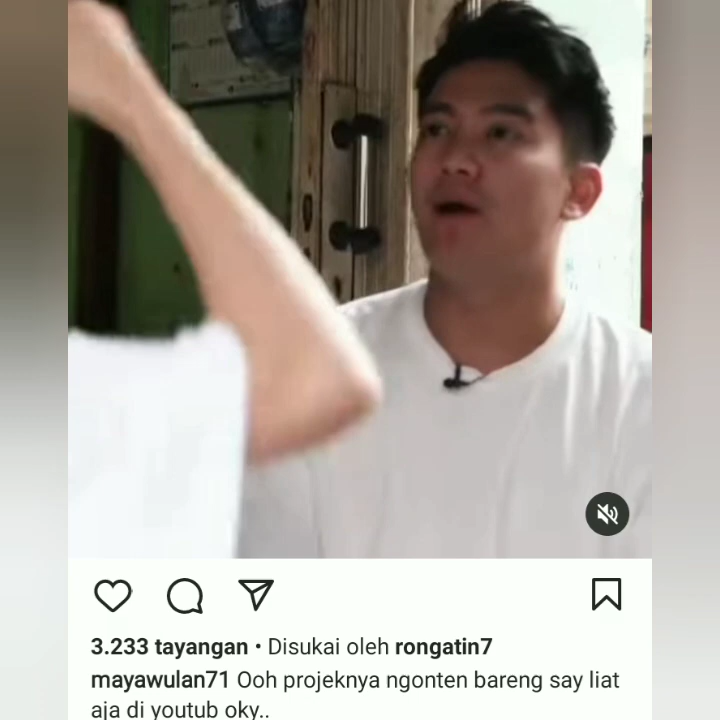 3.233 tayangan • Disukai oleh rongatin7
mayawulan71 Ooh projeknya ngonten bareng say liat
aja di youtub oky..